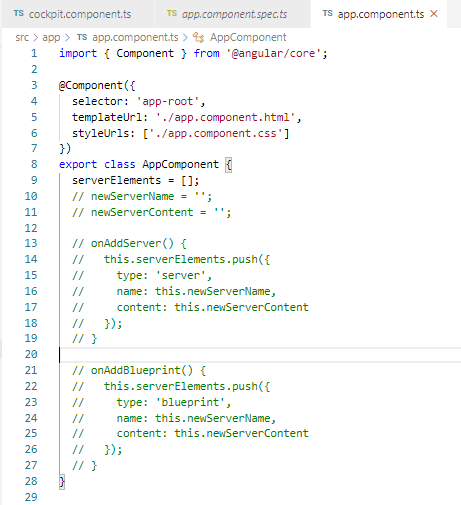 TS cockpit.component.ts TS app.component.spec.ts TS app.component.ts ×
src > app > TS app.component.ts > AppComponent
1 import { Component } from '@angular/core';
2
3 @Component({
4   selector: 'app-root',
5   templateUrl: './app.component.html',
6   styleUrls: ['./app.component.css']
7 })
8 export class AppComponent {
9   serverElements = [];
10   // newServerName = '';
11   // newServerContent = '';
12
13   // onAddServer() {
14   //   this.serverElements.push({
15   //     type: 'server',
16   //     name: this.newServerName,
17   //     content: this.newServerContent
18   //   });
19   // }
20
21   // onAddBlueprint() {
22   //   this.serverElements.push({
23   //     type: 'blueprint',
24   //     name: this.newServerName,
25   //     content: this.newServerContent
26   //   });
27   // }
28 }
29